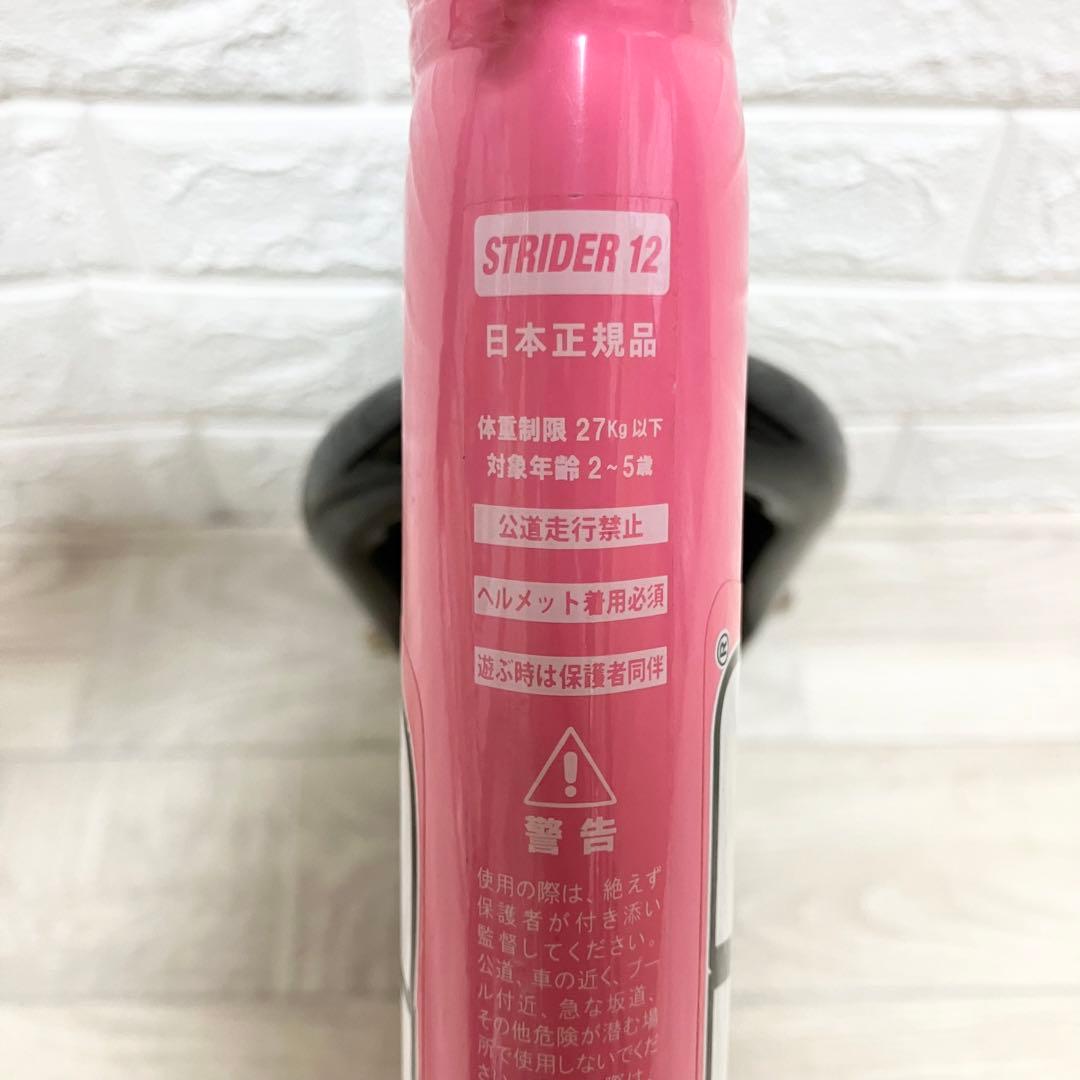 STRIDER 12
日本正規品
体重制限 27Kg 以下
対象年齢 2~5歳
公道走行禁止
ヘルメット着用必須
遊ぶ時は保護者同伴
®
警告
使用の際は、絶えず
保護者が付き添い
監督してください。
公道、車の近く、プー
ル付近、急な坂道、
その他危険が潜む場
所で使用しないでくだ
さい。